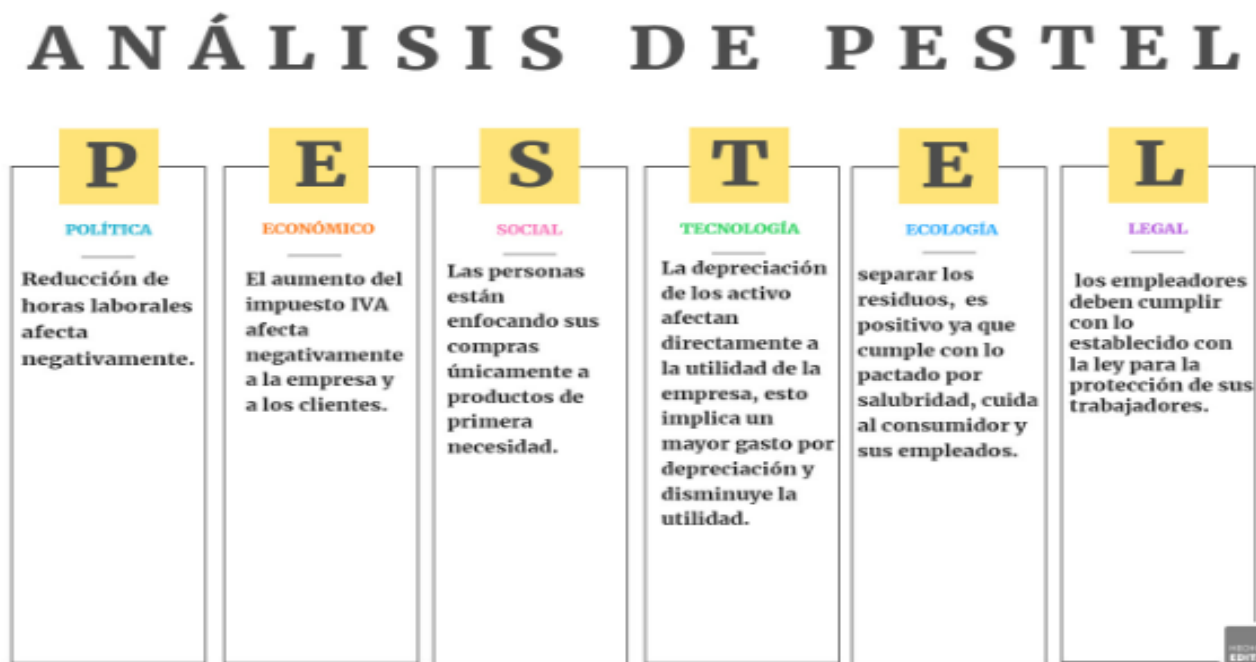 ANÁLISIS DE PESTEL
P
POLÍTICA
Reducción de
horas laborales
afecta
negativamente.
E
ECONÓMICO
El aumento del
impuesto IVA
afecta
negativamente
a la empresa y
a los clientes.
S
SOCIAL
Las personas
están
enfocando sus
compras
únicamente a
productos de
primera
necesidad.
T
TECNOLOGÍA
La depreciación
de los activo
afectan
directamente a
la utilidad de la
empresa, esto
implica un
mayor gasto por
depreciación y
disminuye la
utilidad.
E
ECOLOGÍA
separar los
residuos, es
positivo ya que
cumple con lo
pactado por
salubridad, cuida
al consumidor y
sus empleados.
L
LEGAL
los empleadores
deben cumplir
con lo
establecido con
la ley para la
protección de sus
trabajadores.